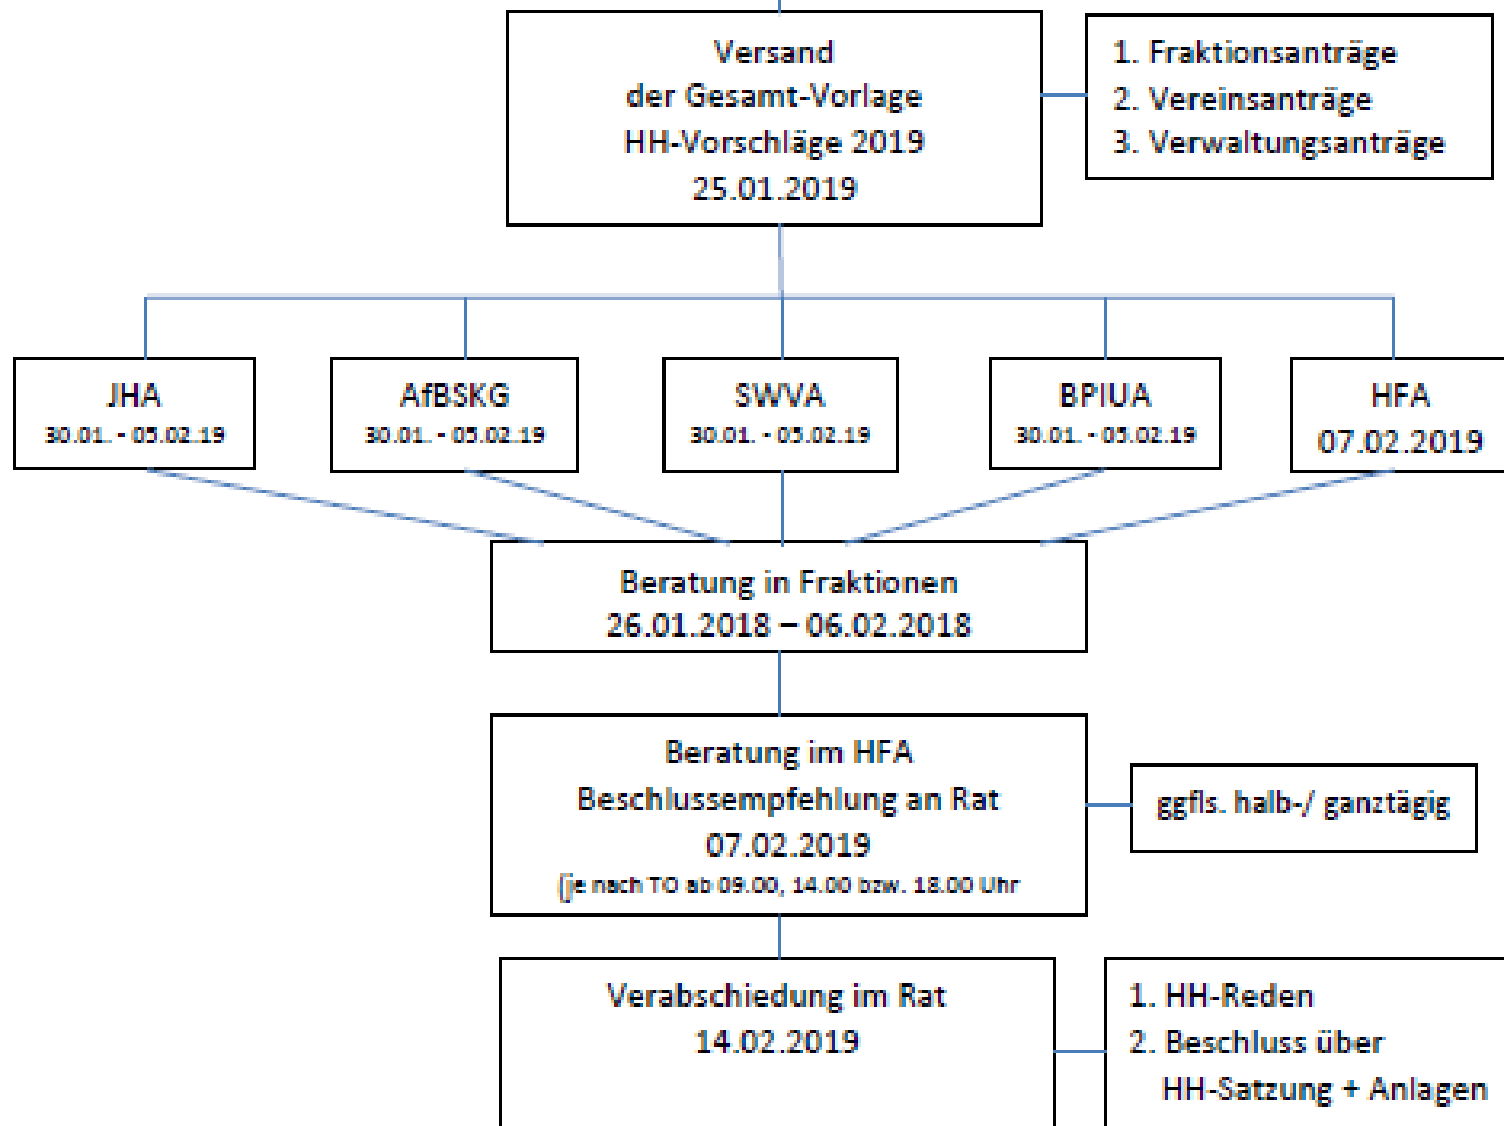 Versand
der Gesamt-Vorlage
HH-Vorschläge 2019
25.01.2019
1. Fraktionsanträge
2. Vereinsanträge
3. Verwaltungsanträge
JHA
30.01. - 05.02.19
AfBSKG
30.01. - 05.02.19
SWVA
30.01. - 05.02.19
BPIUA
30.01. - 05.02.19
HFA
07.02.2019
Beratung in Fraktionen
26.01.2018 – 06.02.2018
Beratung im HFA
Beschlussempfehlung an Rat
07.02.2019
(je nach TO ab 09.00, 14.00 bzw. 18.00 Uhr
ggfls. halb-/ ganztägig
Verabschiedung im Rat
14.02.2019
1. HH-Reden
2. Beschluss über
HH-Satzung + Anlagen